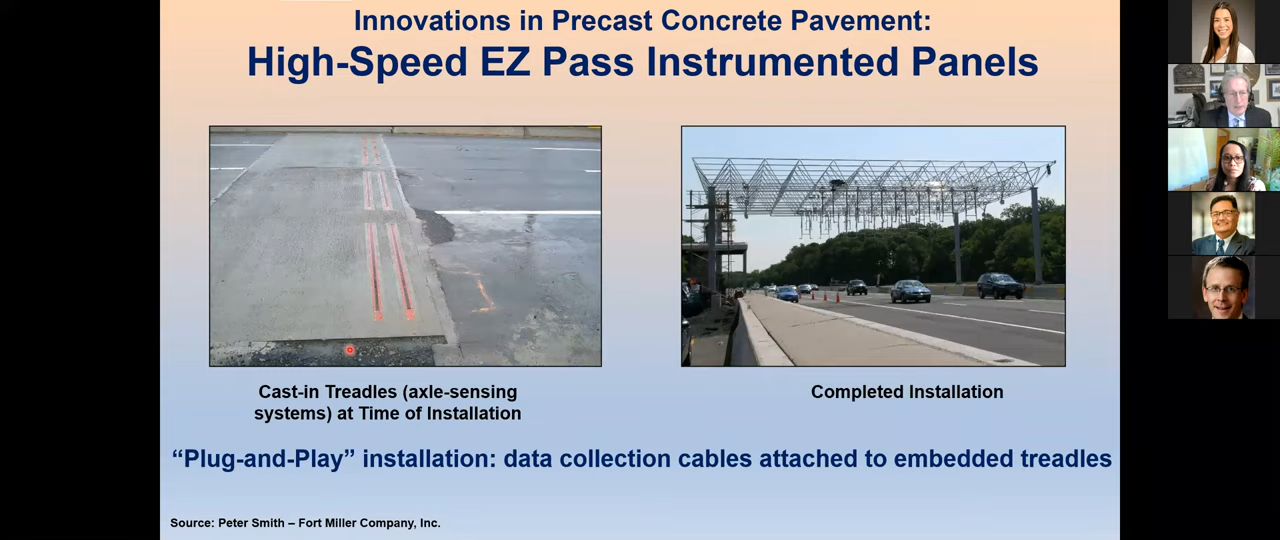 Innovations in Precast Concrete Pavement:
High-Speed EZ Pass Instrumented Panels
Cast-in Treadles (axle-sensing
systems) at Time of Installation
Completed Installation
“Plug-and-Play” installation: data collection cables attached to embedded treadles
Source: Peter Smith – Fort Miller Company, Inc.